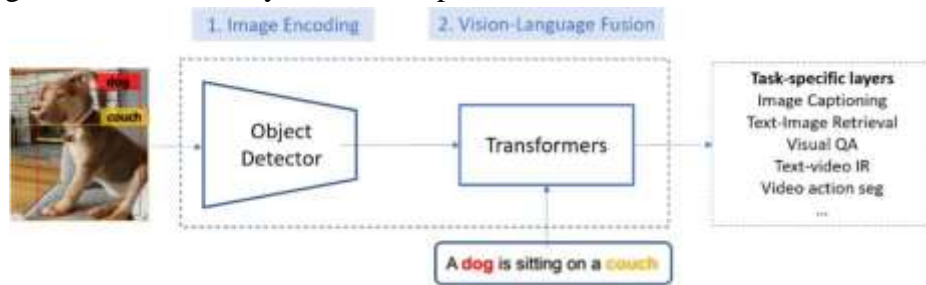 1. Image Encoding
2. Vision-Language Fusion
dog
couch
Object
Detector
Transformers
Task-specific layers
Image Captioning
Text-Image Retrieval
Visual QA
Text-video IR
Video action seg
...
A dog is sitting on a couch